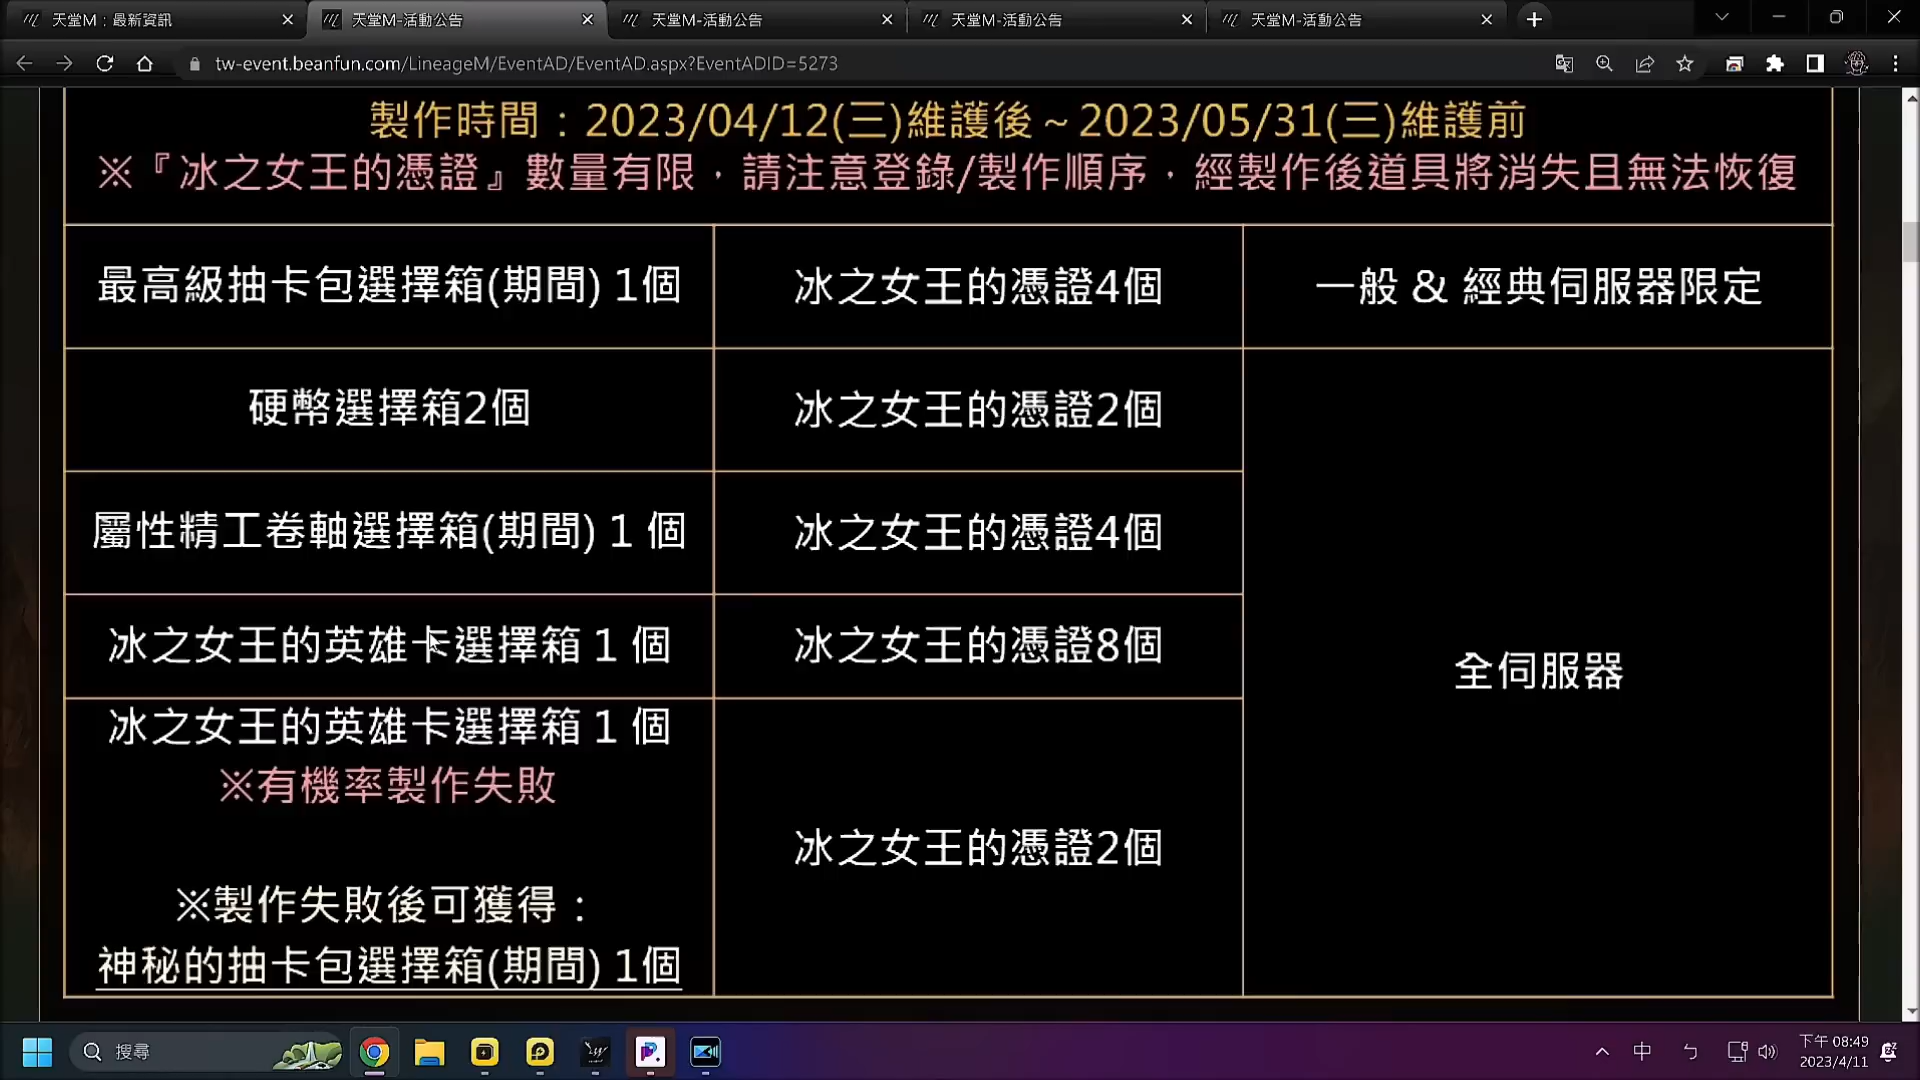 天堂M：最新資訊
天堂M-活動公告
天堂M-活動公告
天堂M-活動公告
天堂M-活動公告
tw-event.beanfun.com/LineageM/EventAD/EventAD.aspx?EventADID=5273
製作時間：2023/04/12(三)維護後～2023/05/31(三)維護前
※『冰之女王的憑證』數量有限，請注意登錄/製作順序，經製作後道具將消失且無法恢復
最高級抽卡包選擇箱(期間) 1個
冰之女王的憑證4個
一般 & 經典伺服器限定
硬幣選擇箱2個
冰之女王的憑證2個
屬性精工卷軸選擇箱(期間) 1 個
冰之女王的憑證4個
冰之女王的英雄卡選擇箱 1 個
冰之女王的憑證8個
全伺服器
冰之女王的英雄卡選擇箱 1 個
※有機率製作失敗
※製作失敗後可獲得：
神秘的抽卡包選擇箱(期間) 1個
冰之女王的憑證2個
搜尋
中
ㄅ
下午 08:49
2023/4/11